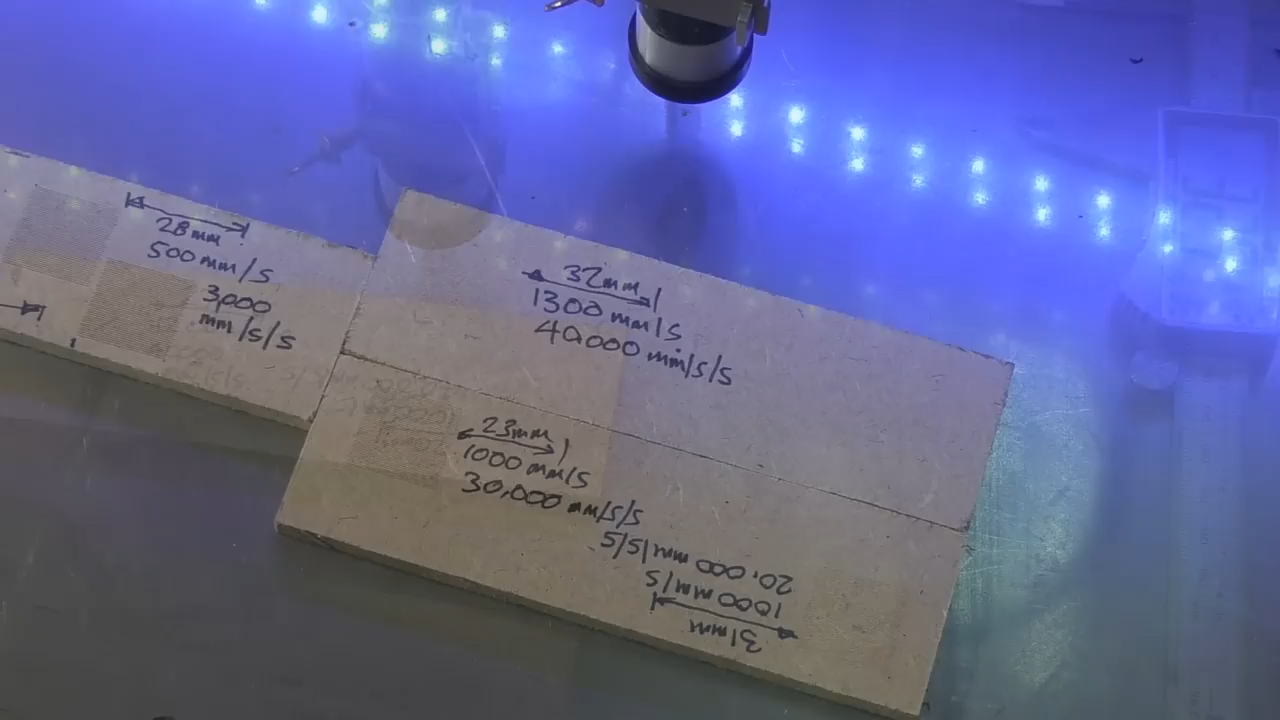 28mm
500 mm/s
3,000
mm/s/s
32mm
1300 mm/s
40,000 mm/s/s
23mm
1000 mm/s
30,000 mm/s/s
31mm
1000 mm/s
20,000 mm/s/s